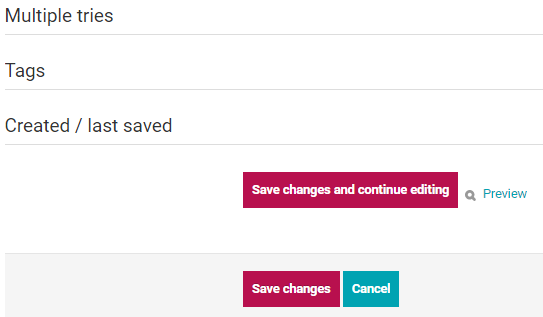 Multiple tries
Tags
Created / last saved
Save changes and continue editing Preview
Save changes Cancel